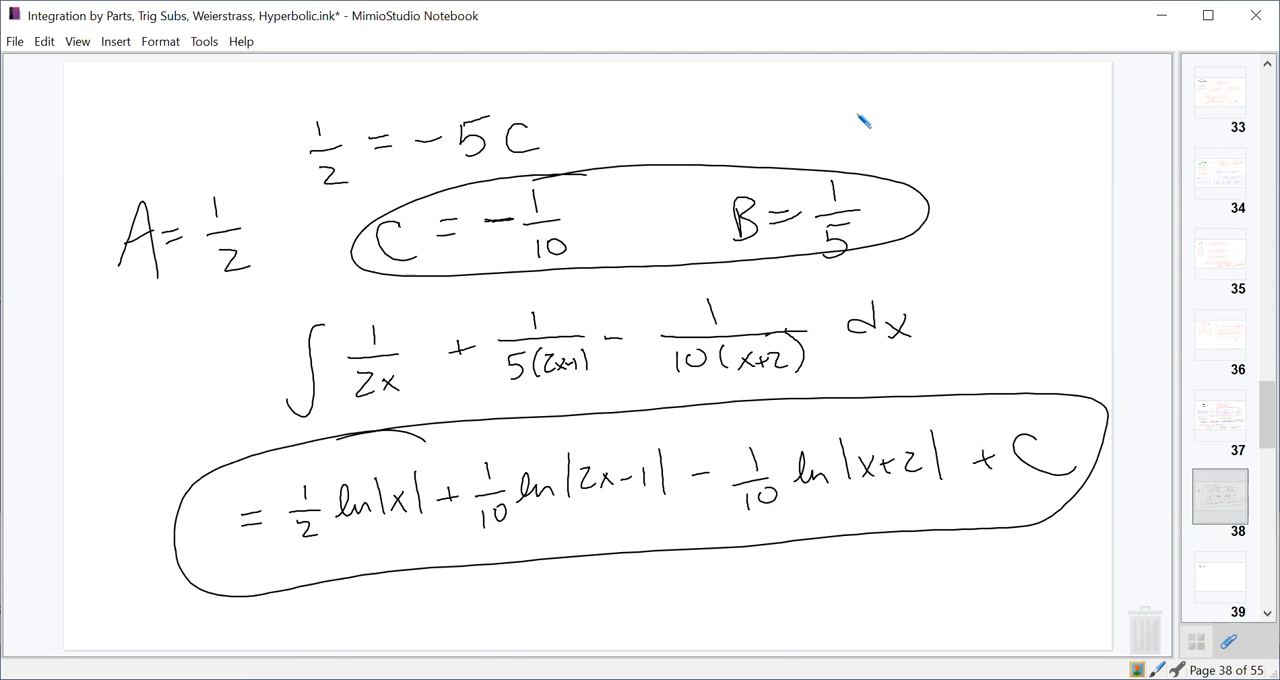 Integration by Parts, Trig Subs, Weierstrass, Hyperbolic.ink* - MimioStudio Notebook
File Edit View Insert Format Tools Help
1/2 = -5C
A = 1/2 C = -1/10 B = 1/5
∫ 1/2x + 1/5(2x-1) - 1/10(x+2) dx
= 1/2 ln|x| + 1/10 ln|2x-1| - 1/10 ln|x+2| + C
33
34
35
36
37
38
39
Page 38 of 55